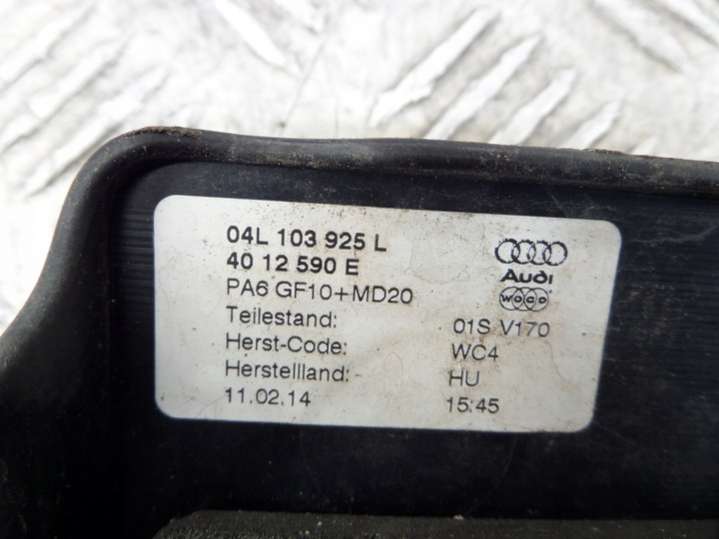 04L 103 925 L
40 12 590 E
PA6 GF10+MD20
Audi
woco
Teilestand: 01S V170
Herst-Code: WC4
Herstellland: HU
11.02.14 15:45